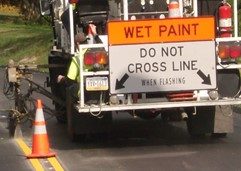 WET PAINT
DO NOT
CROSS LINE
WHEN FLASHING